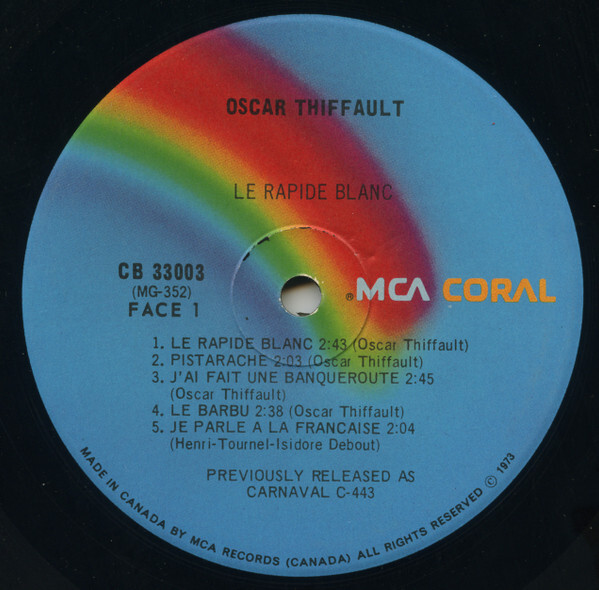 OSCAR THIFFAULT
LE RAPIDE BLANC
CB 33003
(MG-352)
FACE 1
®MCA CORAL
1. LE RAPIDE BLANC 2:43 (Oscar Thiffault)
2. PISTARACHE 2:03 (Oscar Thiffault)
3. J'AI FAIT UNE BANQUEROUTE 2:45
(Oscar Thiffault)
4. LE BARBU 2:38 (Oscar Thiffault)
5. JE PARLE A LA FRANCAISE 2:04
(Henri-Tournel-Isidore Debout)
PREVIOUSLY RELEASED AS
CARNAVAL C-443
MADE IN CANADA BY MCA RECORDS (CANADA) ALL RIGHTS RESERVED © 1973